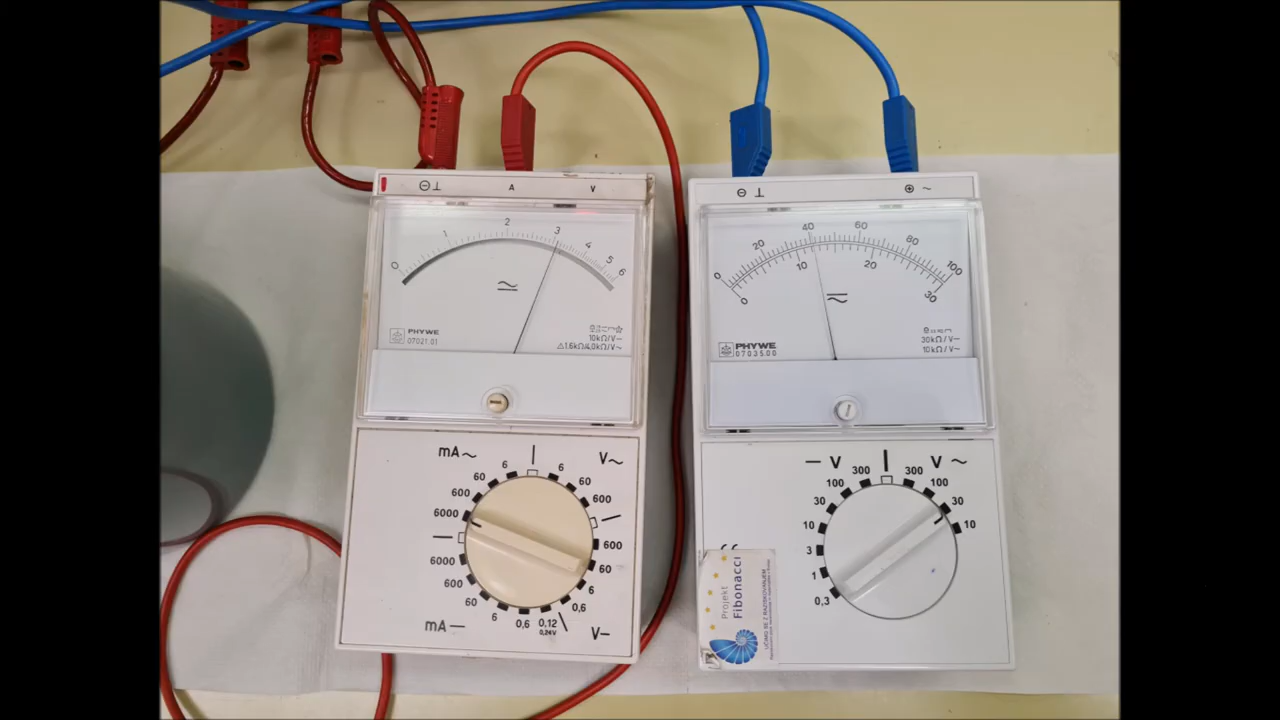 ⊖⊥ A V
0 1 2 3 4 5 6
PHYWE
07021.01
10kΩ/V—
⚠1.6kΩ/4,0kΩ/V~
mA~ V~
6 6
60 60
600 600
6000
600
6000 60
600 6
60 0,6
6 0,6 0,12
0,24V
mA— V—
⊖⊥ ⊕ ~
0 20 40 60 80 100
0 10 20 30
PHYWE
07035.00
30kΩ/V—
10kΩ/V~
— V V ~
300 300
100 100
30 30
10 10
3
1
0,3
Projekt
Fibonacci
UČIMO SE Z RAZISKOVANJEM